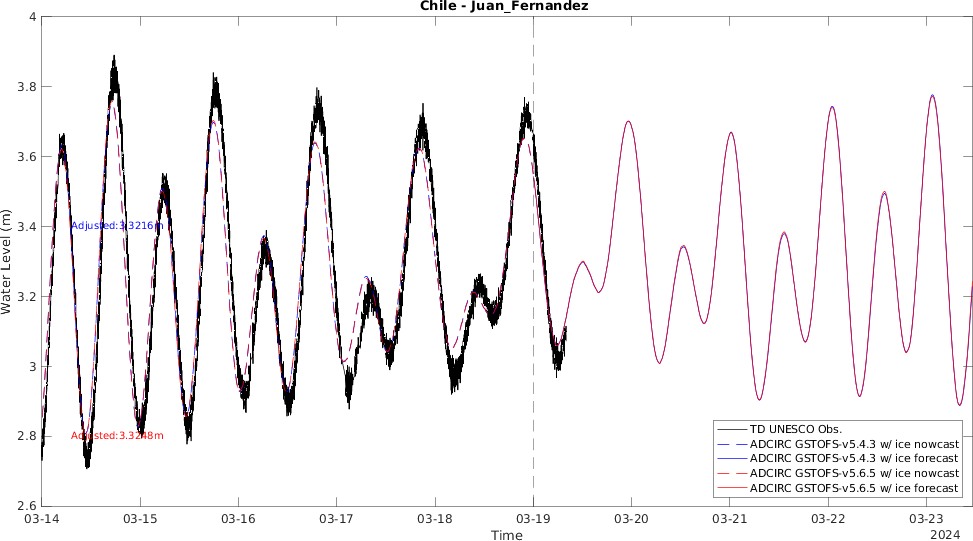 Chile - Juan_Fernandez
4
3.8
3.6
3.4
3.2
3
2.8
2.6
Water Level (m)
Adjusted:3.3216m
Adjusted:3.3248m
TD UNESCO Obs.
ADCIRC GSTOFS-v5.4.3 w/ ice nowcast
ADCIRC GSTOFS-v5.4.3 w/ ice forecast
ADCIRC GSTOFS-v5.6.5 w/ ice nowcast
ADCIRC GSTOFS-v5.6.5 w/ ice forecast
03-14 03-15 03-16 03-17 03-18 03-19 03-20 03-21 03-22 03-23
Time
2024